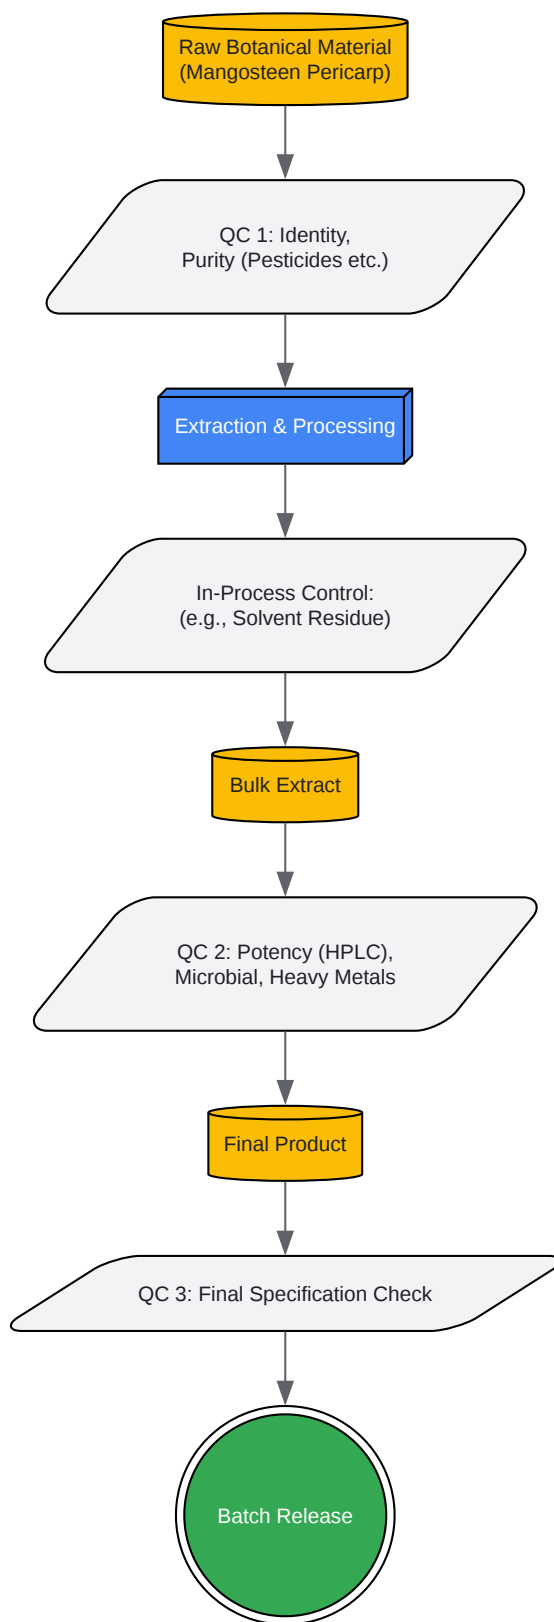 Raw Botanical Material
(Mangosteen Pericarp)
QC 1: Identity,
Purity (Pesticides etc.)
Extraction & Processing
In-Process Control:
(e.g., Solvent Residue)
Bulk Extract
QC 2: Potency (HPLC),
Microbial, Heavy Metals
Final Product
QC 3: Final Specification Check
Batch Release